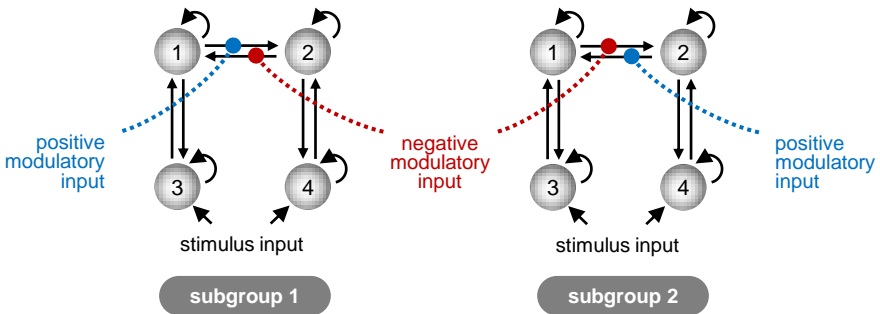 1
2
3
4
positive
modulatory
input
stimulus input
subgroup 1
negative
modulatory
input
1
2
3
4
positive
modulatory
input
stimulus input
subgroup 2